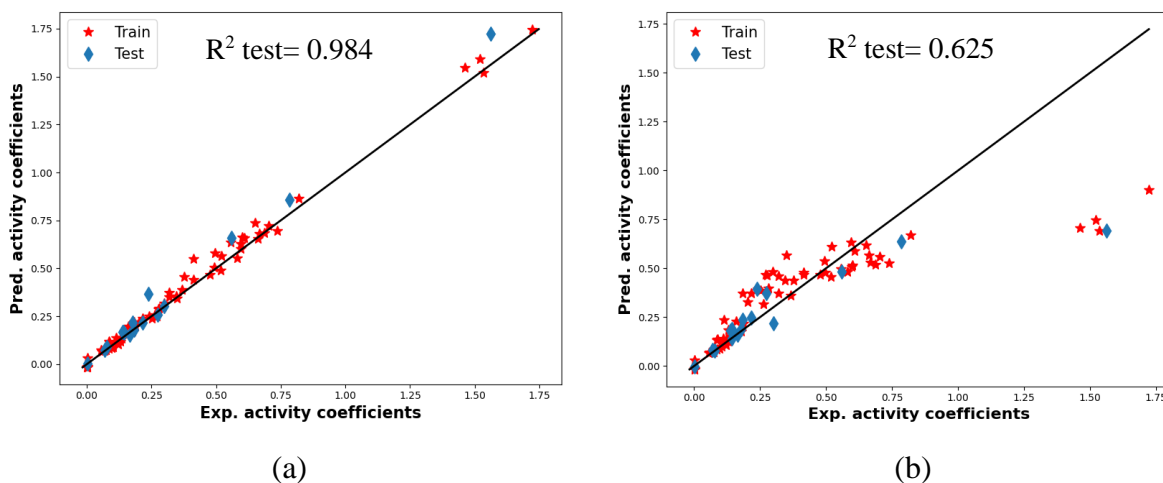 Train
Test
R² test= 0.984
1.75
1.50
1.25
1.00
0.75
0.50
0.25
0.00
Pred. activity coefficients
0.00 0.25 0.50 0.75 1.00 1.25 1.50 1.75
Exp. activity coefficients
(a)
Train
Test
R² test= 0.625
1.75
1.50
1.25
1.00
0.75
0.50
0.25
0.00
Pred. activity coefficients
0.00 0.25 0.50 0.75 1.00 1.25 1.50 1.75
Exp. activity coefficients
(b)